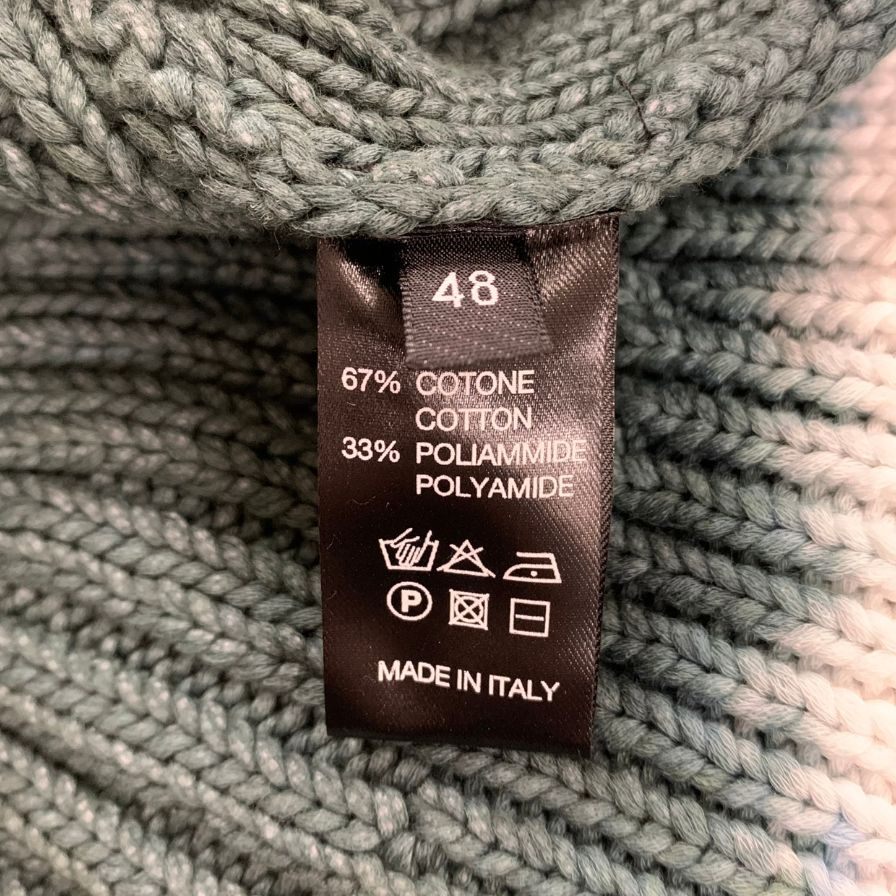 48
67% COTONE
COTTON
33% POLIAMMIDE
POLYAMIDE
P
MADE IN ITALY